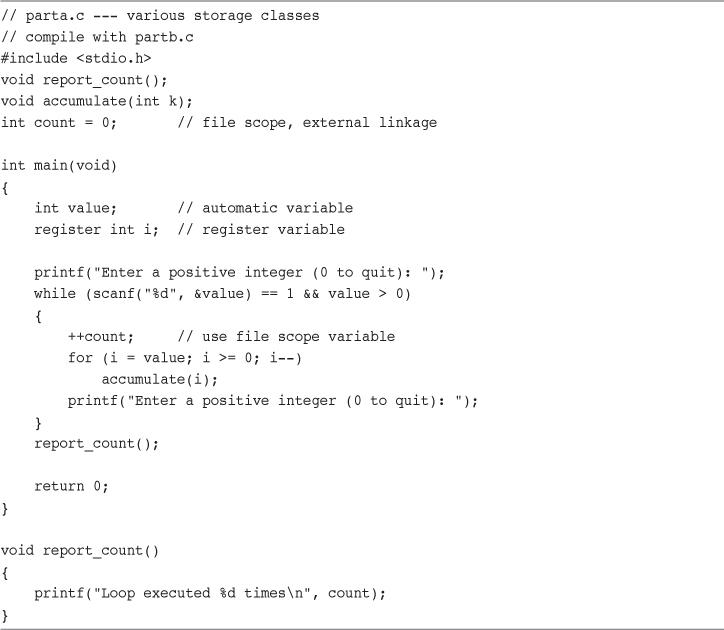 // parta.c --- various storage classes
// compile with partb.c
#include <stdio.h>
void report_count();
void accumulate(int k);
int count = 0;       // file scope, external linkage

int main(void)
{
    int value;       // automatic variable
    register int i;  // register variable

    printf("Enter a positive integer (0 to quit): ");
    while (scanf("%d", &value) == 1 && value > 0)
    {
        ++count;     // use file scope variable
        for (i = value; i >= 0; i--)
            accumulate(i);
        printf("Enter a positive integer (0 to quit): ");
    }
    report_count();

    return 0;
}

void report_count()
{
    printf("Loop executed %d times\n", count);
}